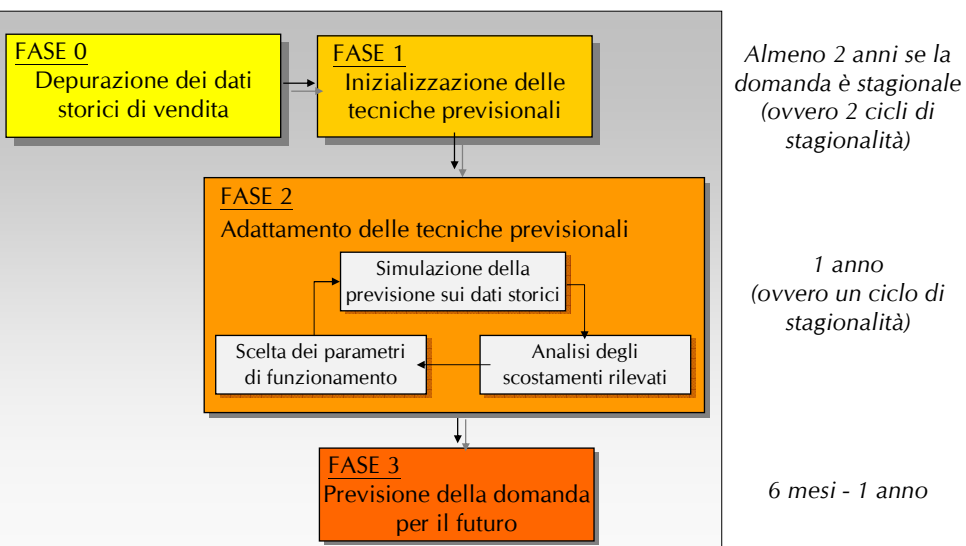 FASE 0
Depurazione dei dati
storici di vendita
FASE 1
Inizializzazione delle
tecniche previsionali
Almeno 2 anni se la
domanda è stagionale
(ovvero 2 cicli di
stagionalità)
FASE 2
Adattamento delle tecniche previsionali
Simulazione della
previsione sui dati storici
Scelta dei parametri
di funzionamento
Analisi degli
scostamenti rilevati
1 anno
(ovvero un ciclo di
stagionalità)
FASE 3
Previsione della domanda
per il futuro
6 mesi - 1 anno